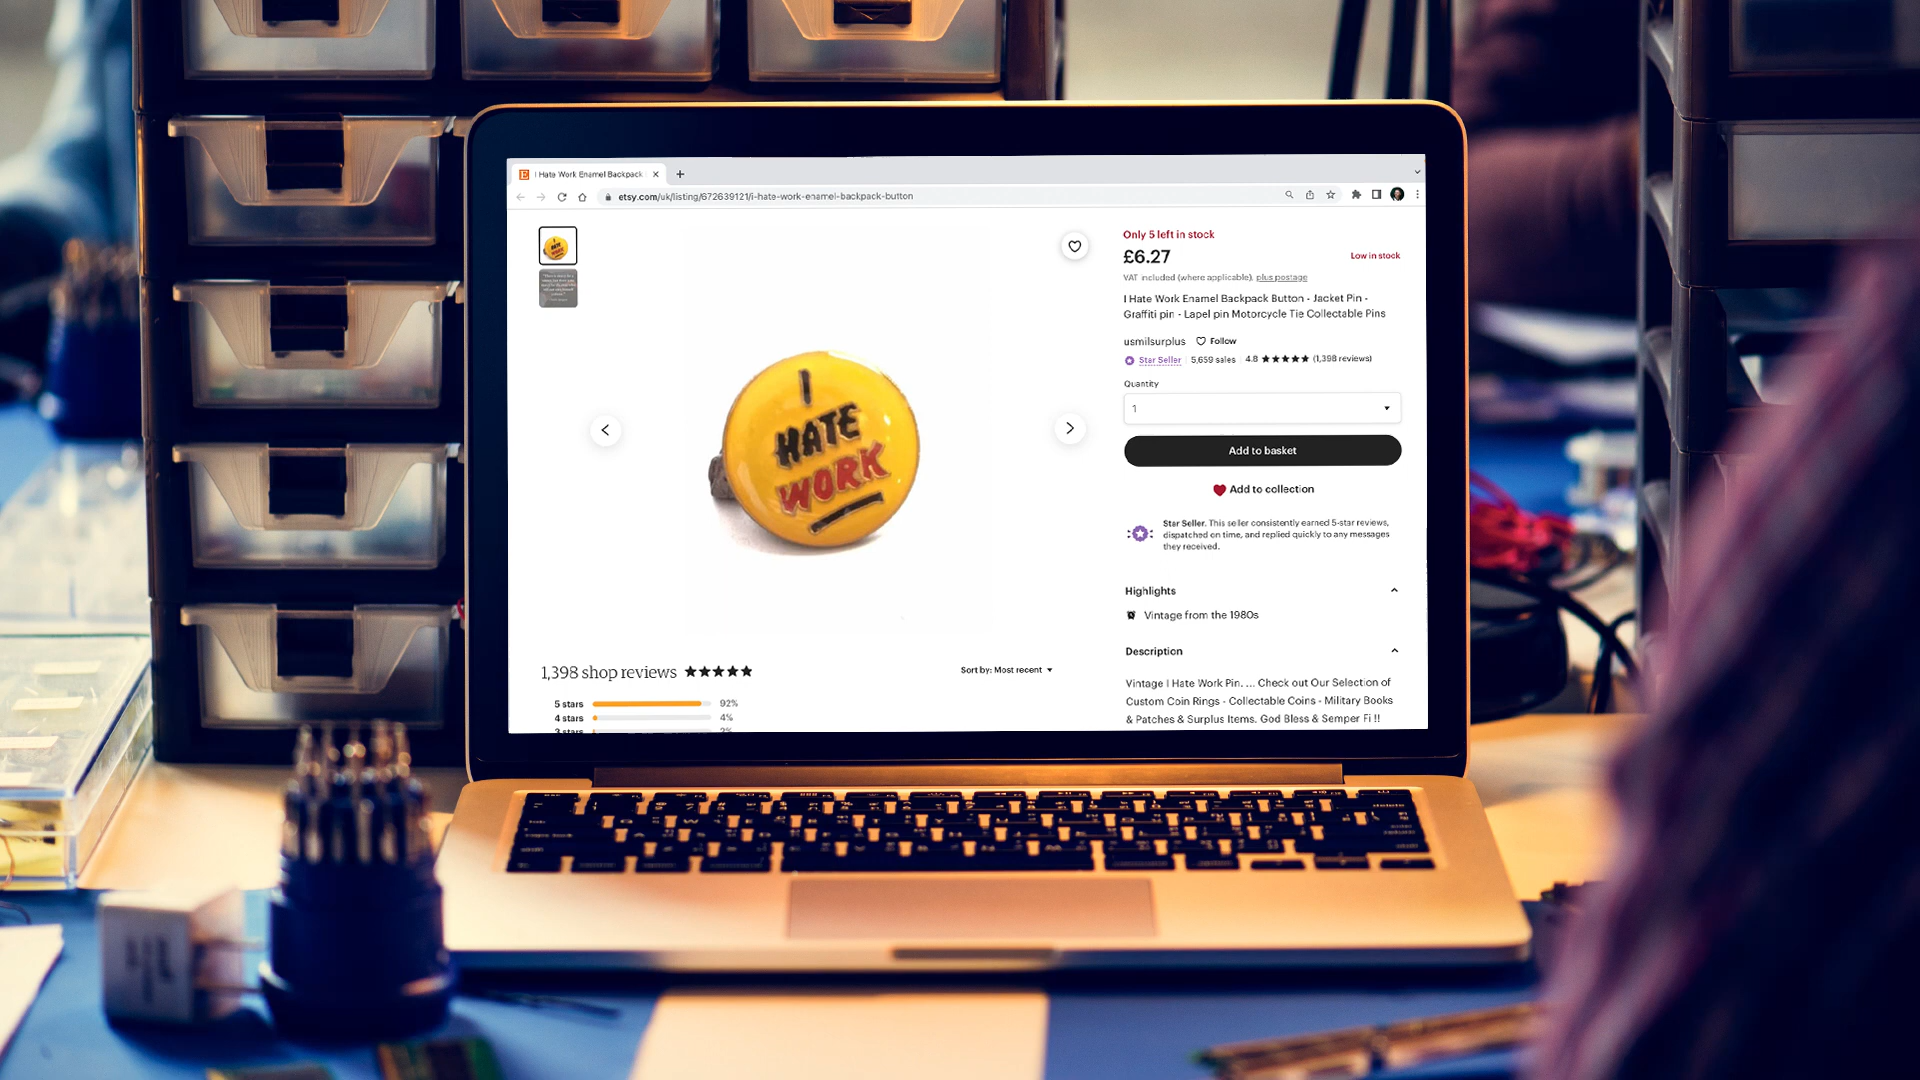 I Hate Work Enamel Backpack
etsy.com/uk/listing/672639121/i-hate-work-enamel-backpack-button
Only 5 left in stock
£6.27
Low in stock
VAT included (where applicable), plus postage
I Hate Work Enamel Backpack Button - Jacket Pin -
Graffiti pin - Lapel pin Motorcycle Tie Collectable Pins
usmilsurplus
Follow
Star Seller
5,659 sales
4.8
(1,398 reviews)
Quantity
1
Add to basket
Add to collection
Star Seller. This seller consistently earned 5-star reviews,
dispatched on time, and replied quickly to any messages
they received.
Highlights
Vintage from the 1980s
Description
Vintage I Hate Work Pin. ... Check out Our Selection of
Custom Coin Rings - Collectable Coins - Military Books
& Patches & Surplus Items. God Bless & Semper Fi !!
I
HATE
WORK
1,398 shop reviews
Sort by: Most recent
5 stars
92%
4 stars
4%
3 stars